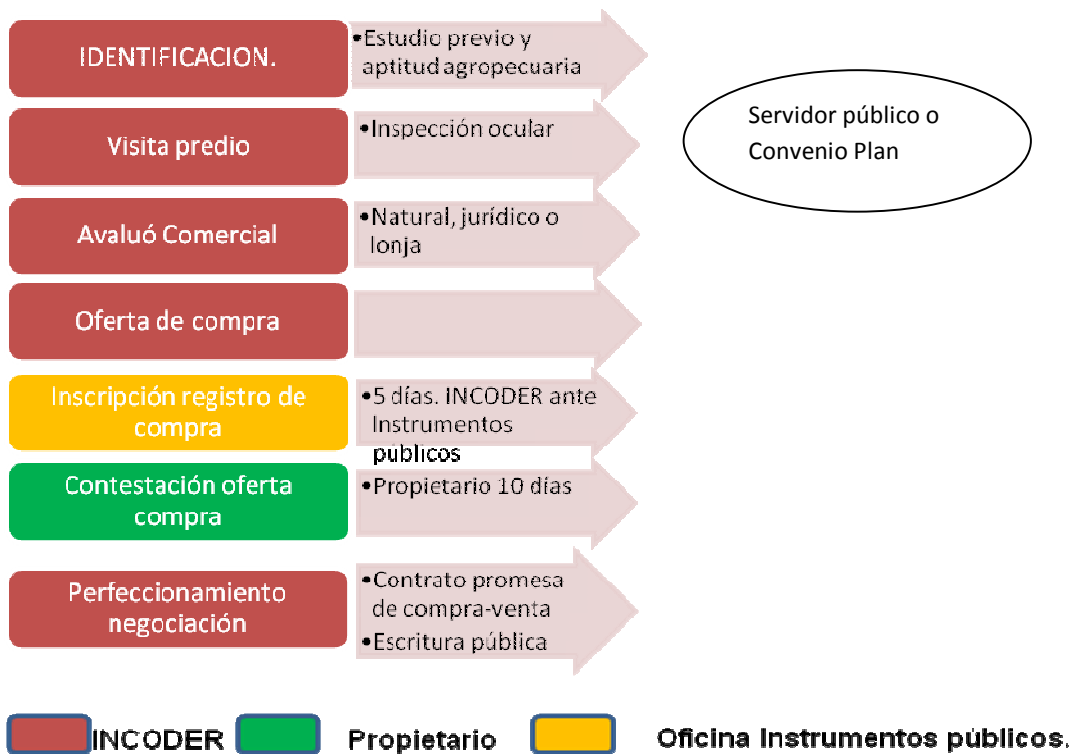 IDENTIFICACION.
•Estudio previo y
aptitud agropecuaria
Servidor público o
Convenio Plan
Visita predio
•Inspección ocular
Avaluó Comercial
•Natural, jurídico o
lonja
Oferta de compra
Inscripción registro de
compra
•5 días. INCODER ante
Instrumentos
públicos
Contestación oferta
compra
•Propietario 10 días
Perfeccionamiento
negociación
•Contrato promesa
de compra-venta
•Escritura pública
INCODER
Propietario
Oficina Instrumentos públicos.